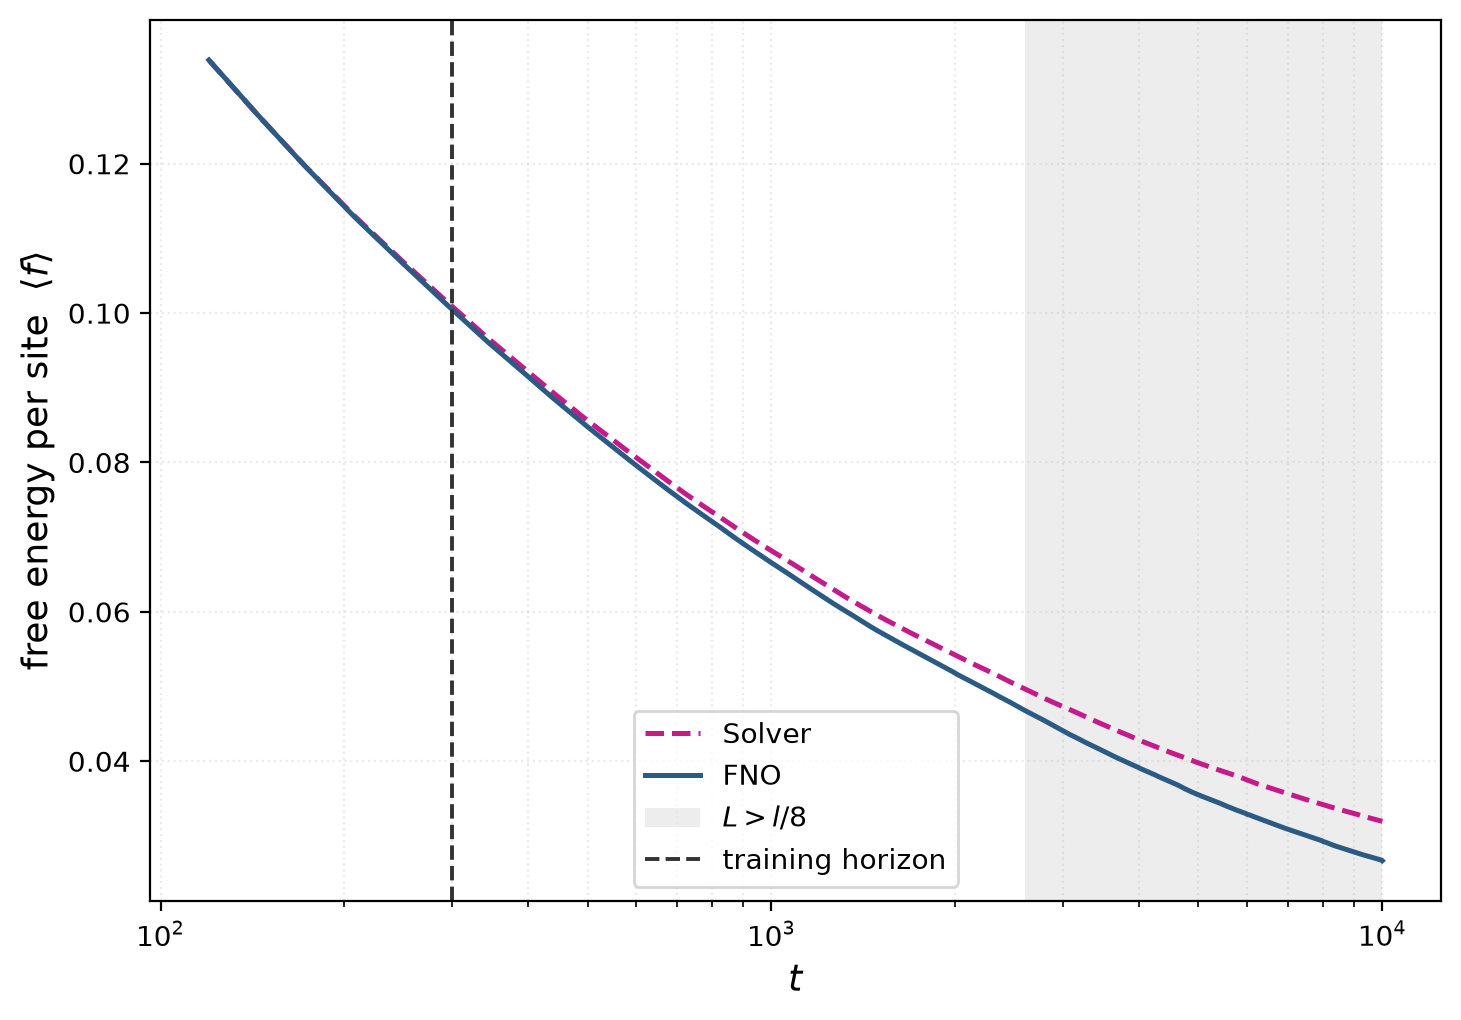 free energy per site ⟨f⟩
0.12
0.10
0.08
0.06
0.04
Solver
FNO
L > l/8
training horizon
10² 10³ 10⁴
t